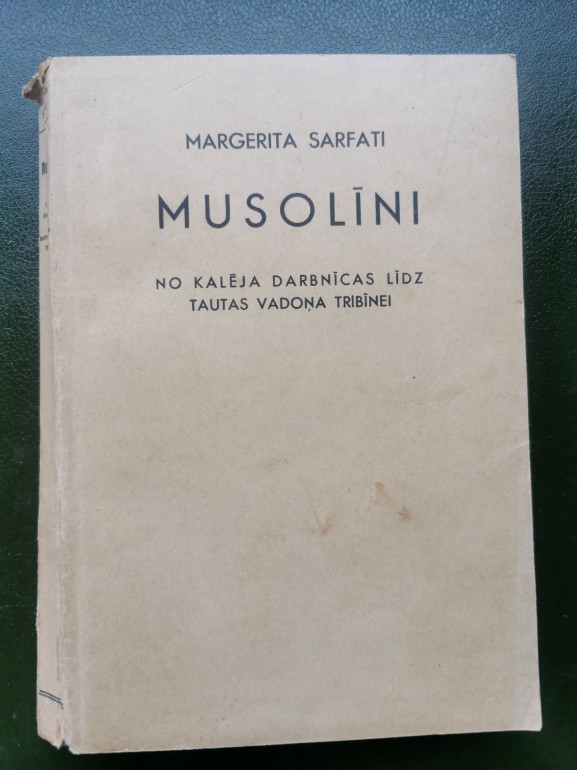 MARGERITA SARFATI
MUSOLĪNI
NO KALĒJA DARBNĪCAS LĪDZ
TAUTAS VADOŅA TRIBĪNEI